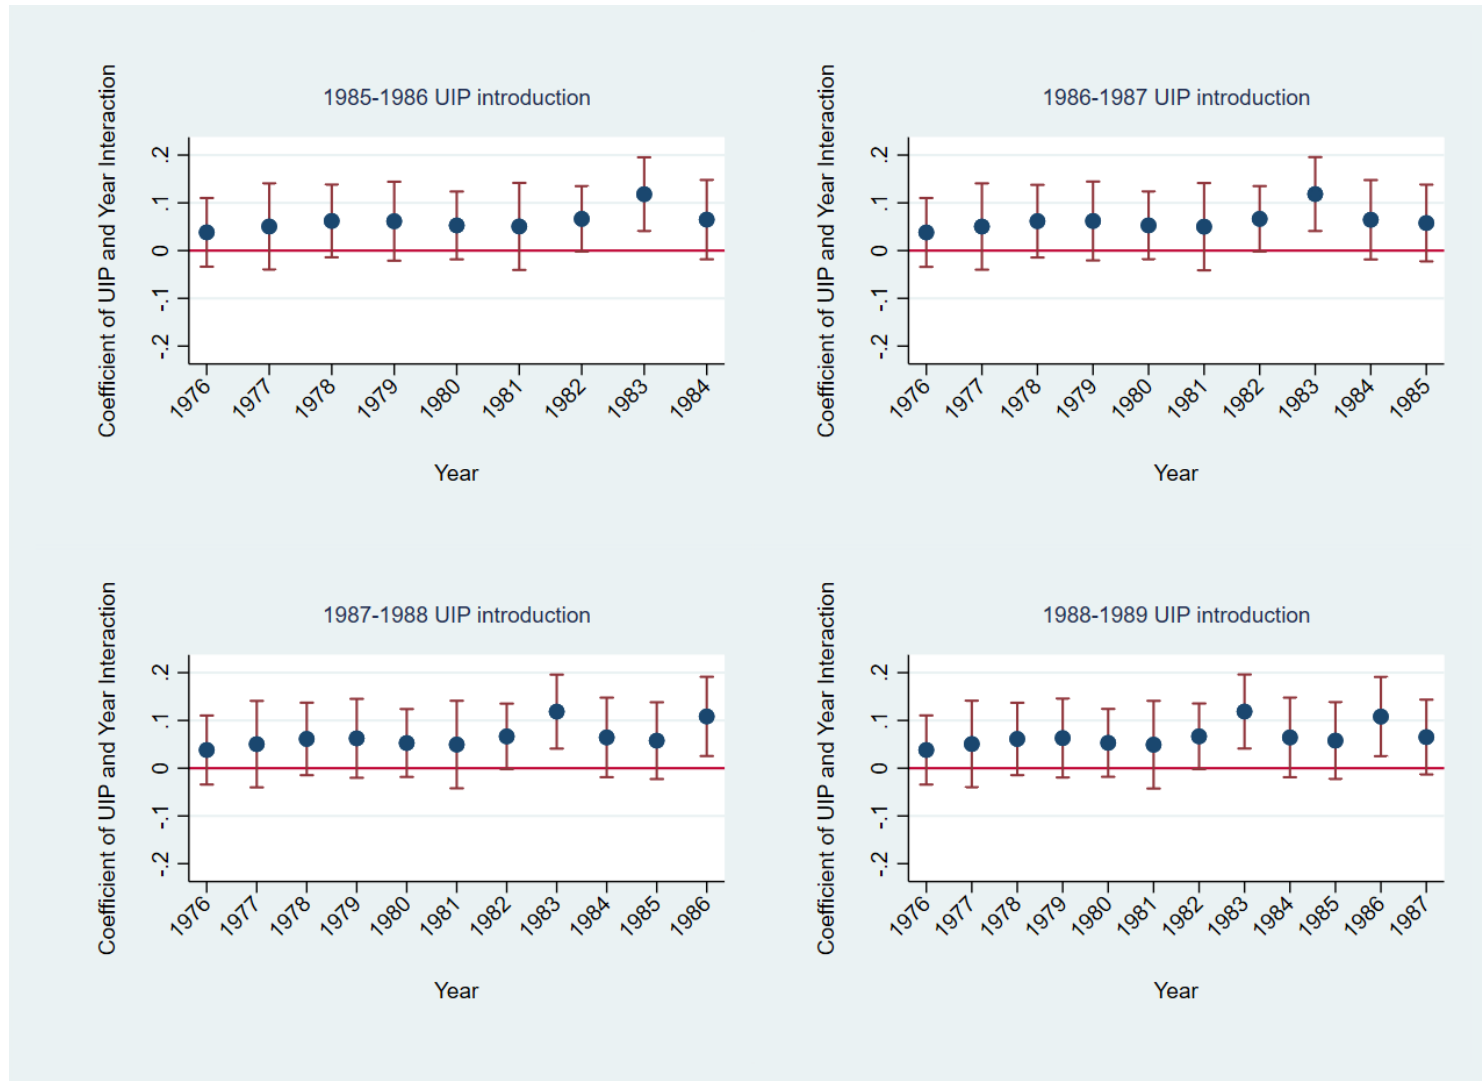 1985-1986 UIP introduction
Coefficient of UIP and Year Interaction
.2
.1
0
-.1
-.2
1976 1977 1978 1979 1980 1981 1982 1983 1984
Year
1986-1987 UIP introduction
Coefficient of UIP and Year Interaction
.2
.1
0
-.1
-.2
1976 1977 1978 1979 1980 1981 1982 1983 1984 1985
Year
1987-1988 UIP introduction
Coefficient of UIP and Year Interaction
.2
.1
0
-.1
-.2
1976 1977 1978 1979 1980 1981 1982 1983 1984 1985 1986
Year
1988-1989 UIP introduction
Coefficient of UIP and Year Interaction
.2
.1
0
-.1
-.2
1976 1977 1978 1979 1980 1981 1982 1983 1984 1985 1986 1987
Year